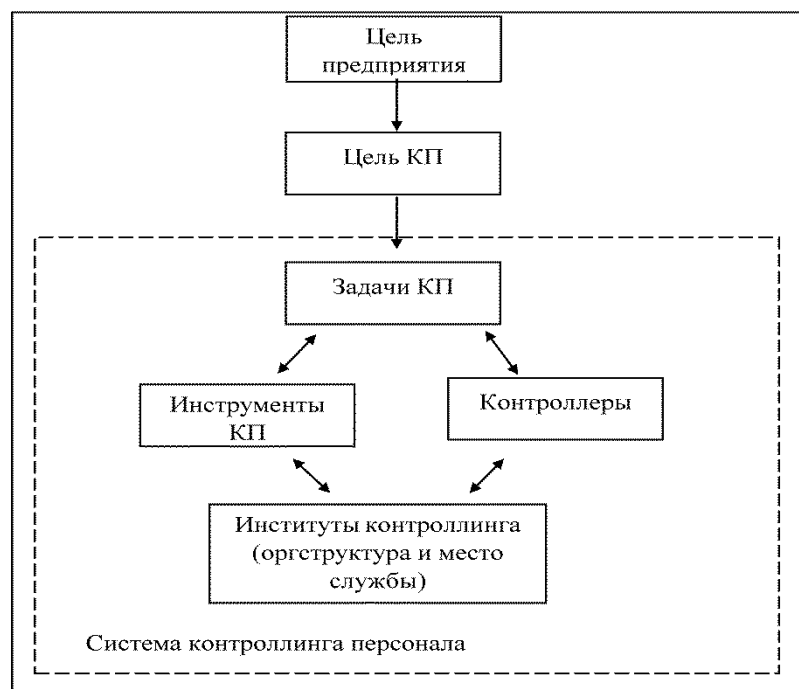 Цель
предприятия
Цель КП
Задачи КП
Инструменты
КП
Контроллеры
Институты контроллинга
(оргструктура и место
службы)
Система контроллинга персонала